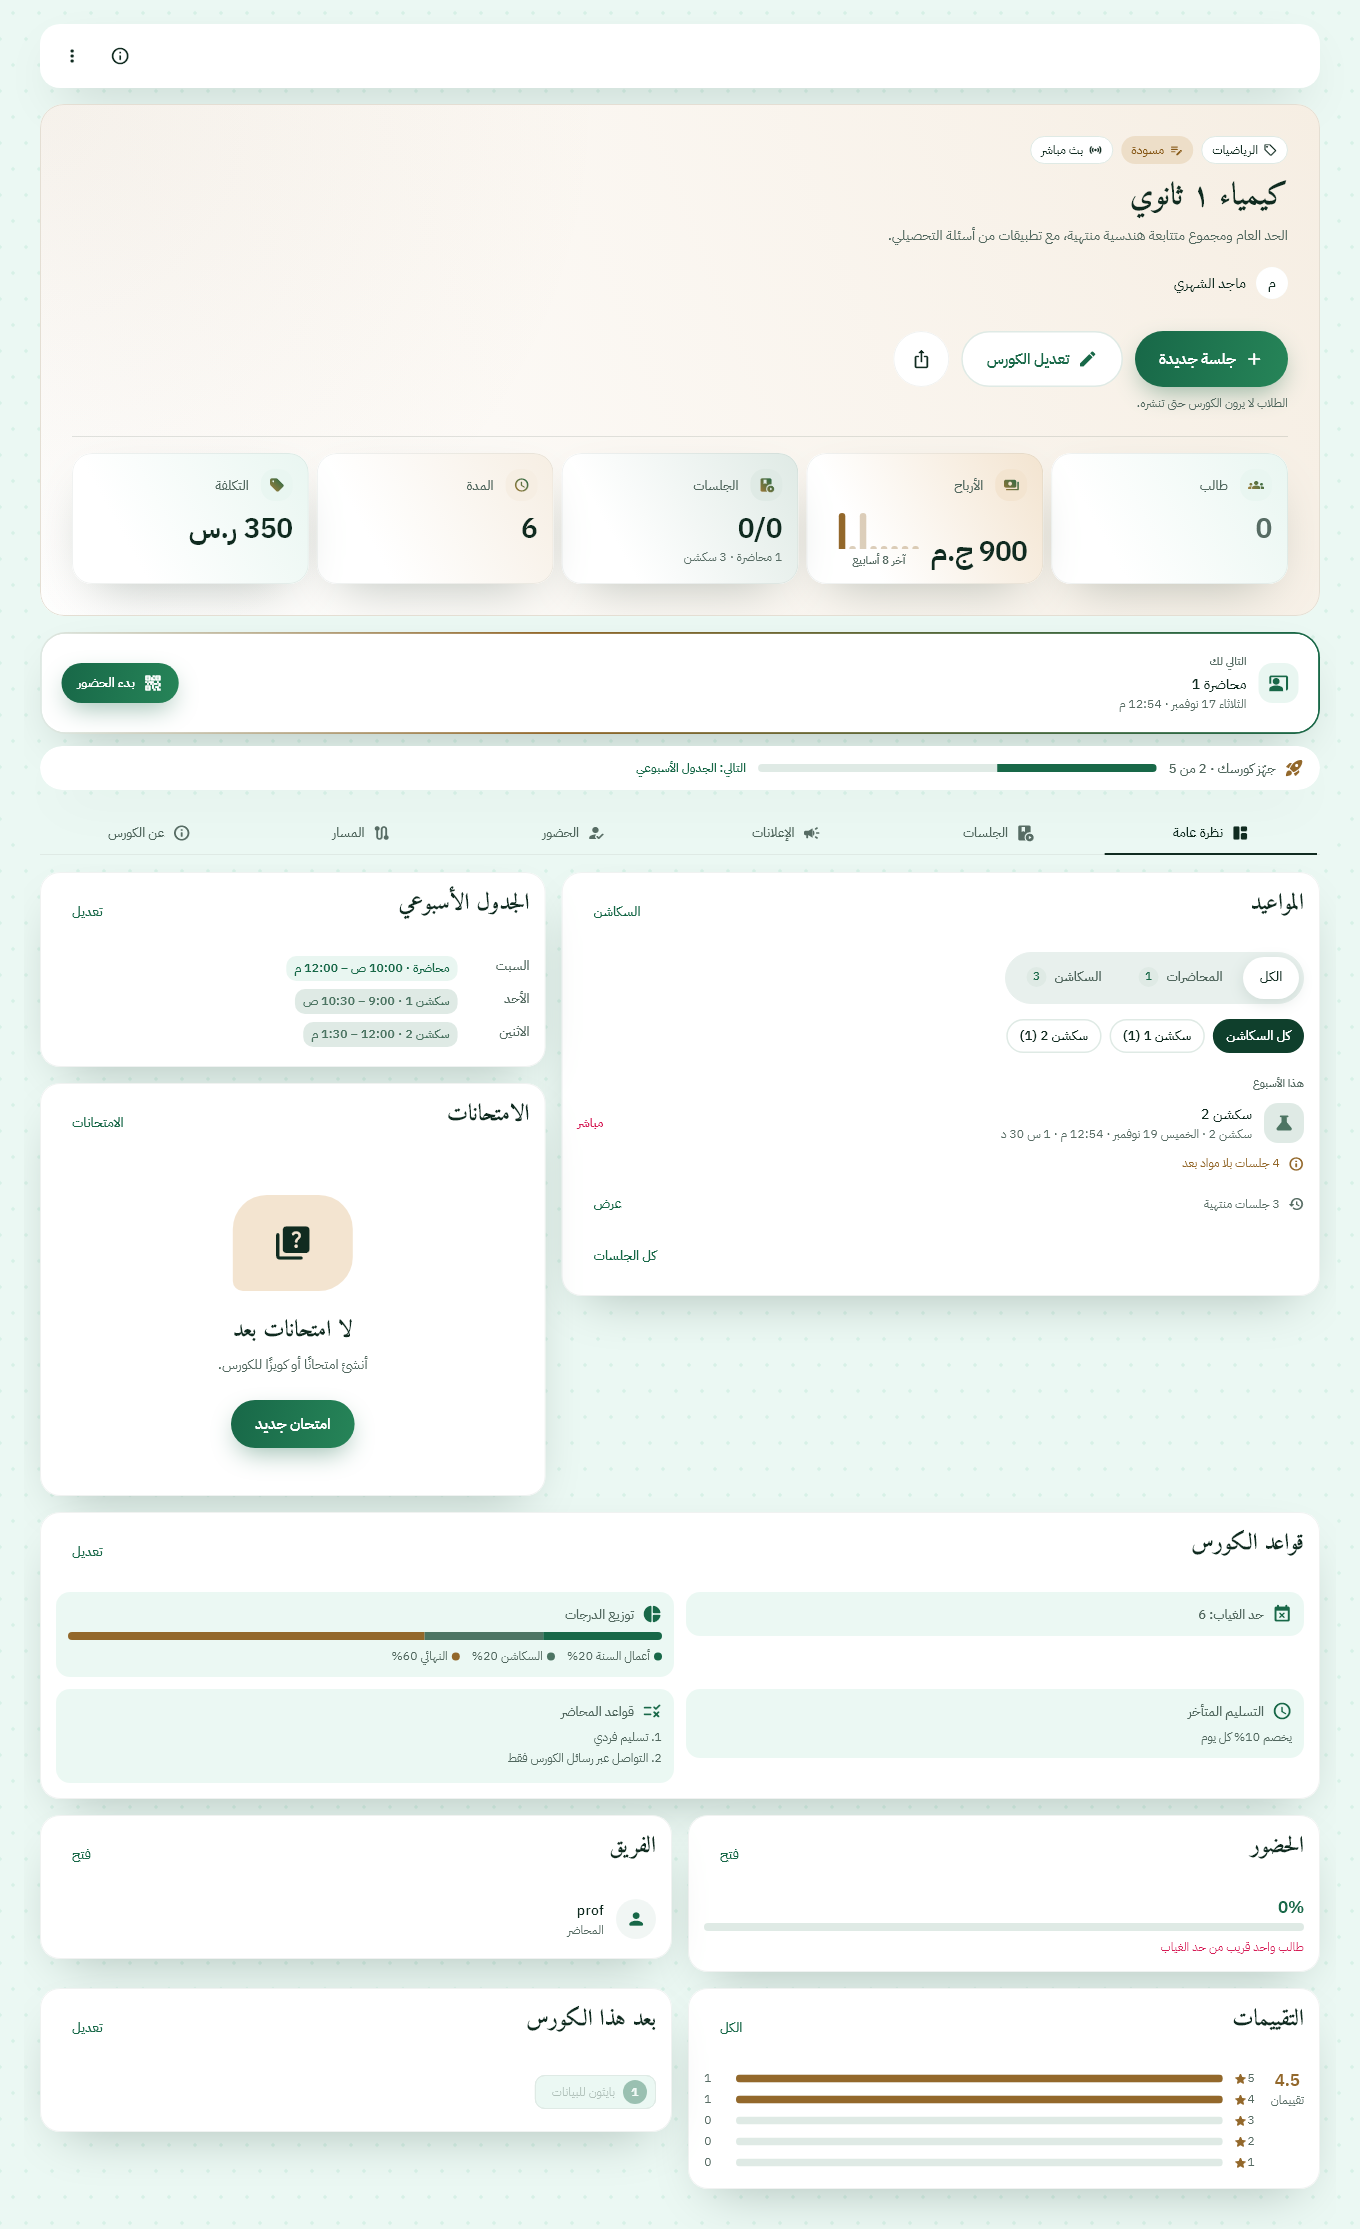 الرياضيات
مسودة
بث مباشر
كيمياء ١ ثانوي
الحد العام ومجموع متتابعة هندسية منتهية، مع تطبيقات من أسئلة التحصيلي.
م
ماجد الشهري
جلسة جديدة
تعديل الكورس
الطلاب لا يرون الكورس حتى تنشره.
طالب
0
الأرباح
900 ج.م
آخر 8 أسابيع
الجلسات
0/0
1 محاضرة · 3 سكشن
المدة
6
التكلفة
350 ر.س
التالي لك
محاضرة 1
الثلاثاء 17 نوفمبر · 12:54 م
بدء الحضور
جهّز كورسك · 2 من 5
التالي: الجدول الأسبوعي
نظرة عامة
الجلسات
الإعلانات
الحضور
المسار
عن الكورس
المواعيد
السكاشن
الكل
المحاضرات 1
السكاشن 3
كل السكاشن
سكشن 1 (1)
سكشن 2 (1)
هذا الأسبوع
سكشن 2
سكشن 2 · الخميس 19 نوفمبر · 12:54 م · 1 س 30 د
مباشر
4 جلسات بلا مواد بعد
3 جلسات منتهية
عرض
كل الجلسات
الجدول الأسبوعي
تعديل
السبت
محاضرة · 10:00 ص – 12:00 م
الأحد
سكشن 1 · 9:00 – 10:30 ص
الاثنين
سكشن 2 · 12:00 – 1:30 م
الامتحانات
الامتحانات
لا امتحانات بعد
أنشئ امتحانًا أو كويزًا للكورس.
امتحان جديد
قواعد الكورس
تعديل
حد الغياب: 6
توزيع الدرجات
أعمال السنة 20%
السكاشن 20%
النهائي 60%
التسليم المتأخر
يخصم 10% كل يوم
قواعد المحاضر
1. تسليم فردي
2. التواصل عبر رسائل الكورس فقط
الحضور
فتح
0%
طالب واحد قريب من حد الغياب
الفريق
فتح
prof
المحاضر
التقييمات
الكل
4.5
تقييمان
5 1
4 1
3 0
2 0
1 0
بعد هذا الكورس
تعديل
1 بايثون للبيانات